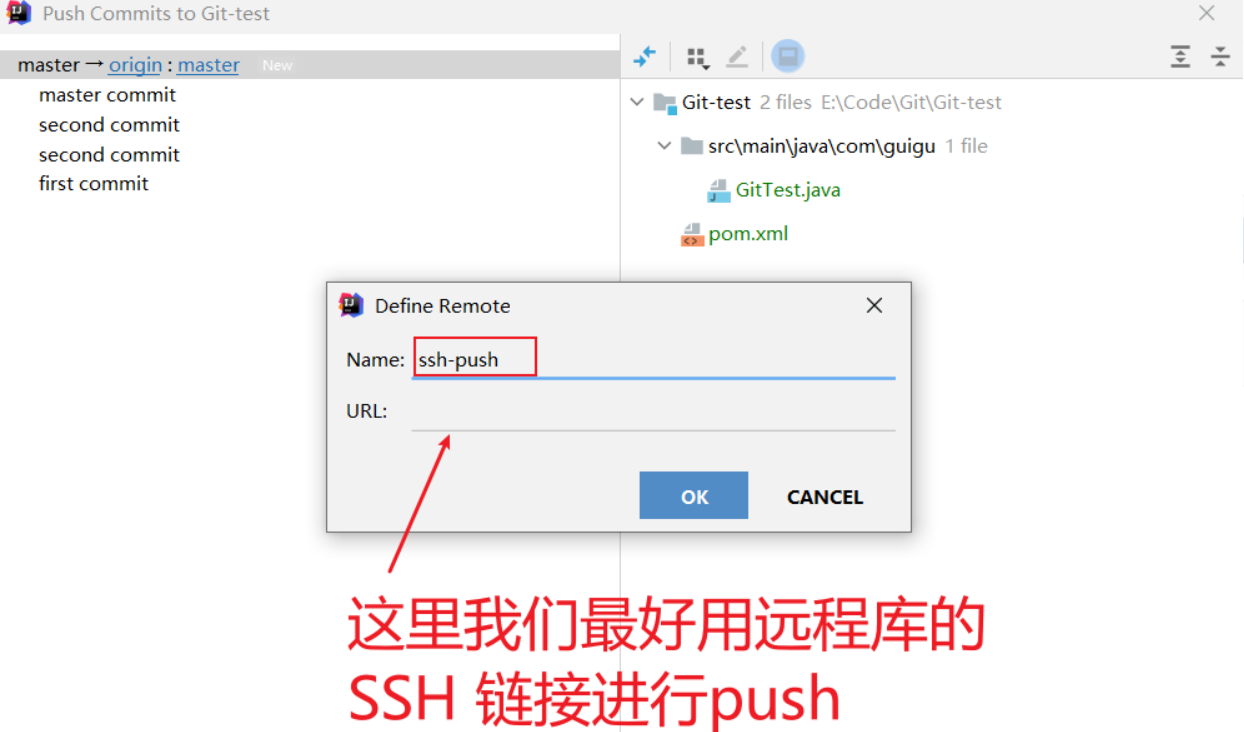 Push Commits to Git-test
master → origin : master New
master commit
second commit
second commit
first commit
Git-test 2 files E:\Code\Git\Git-test
src\main\java\com\guigu 1 file
GitTest.java
pom.xml
Define Remote
Name: ssh-push
URL:
OK CANCEL
这里我们最好用远程库的
SSH 链接进行push